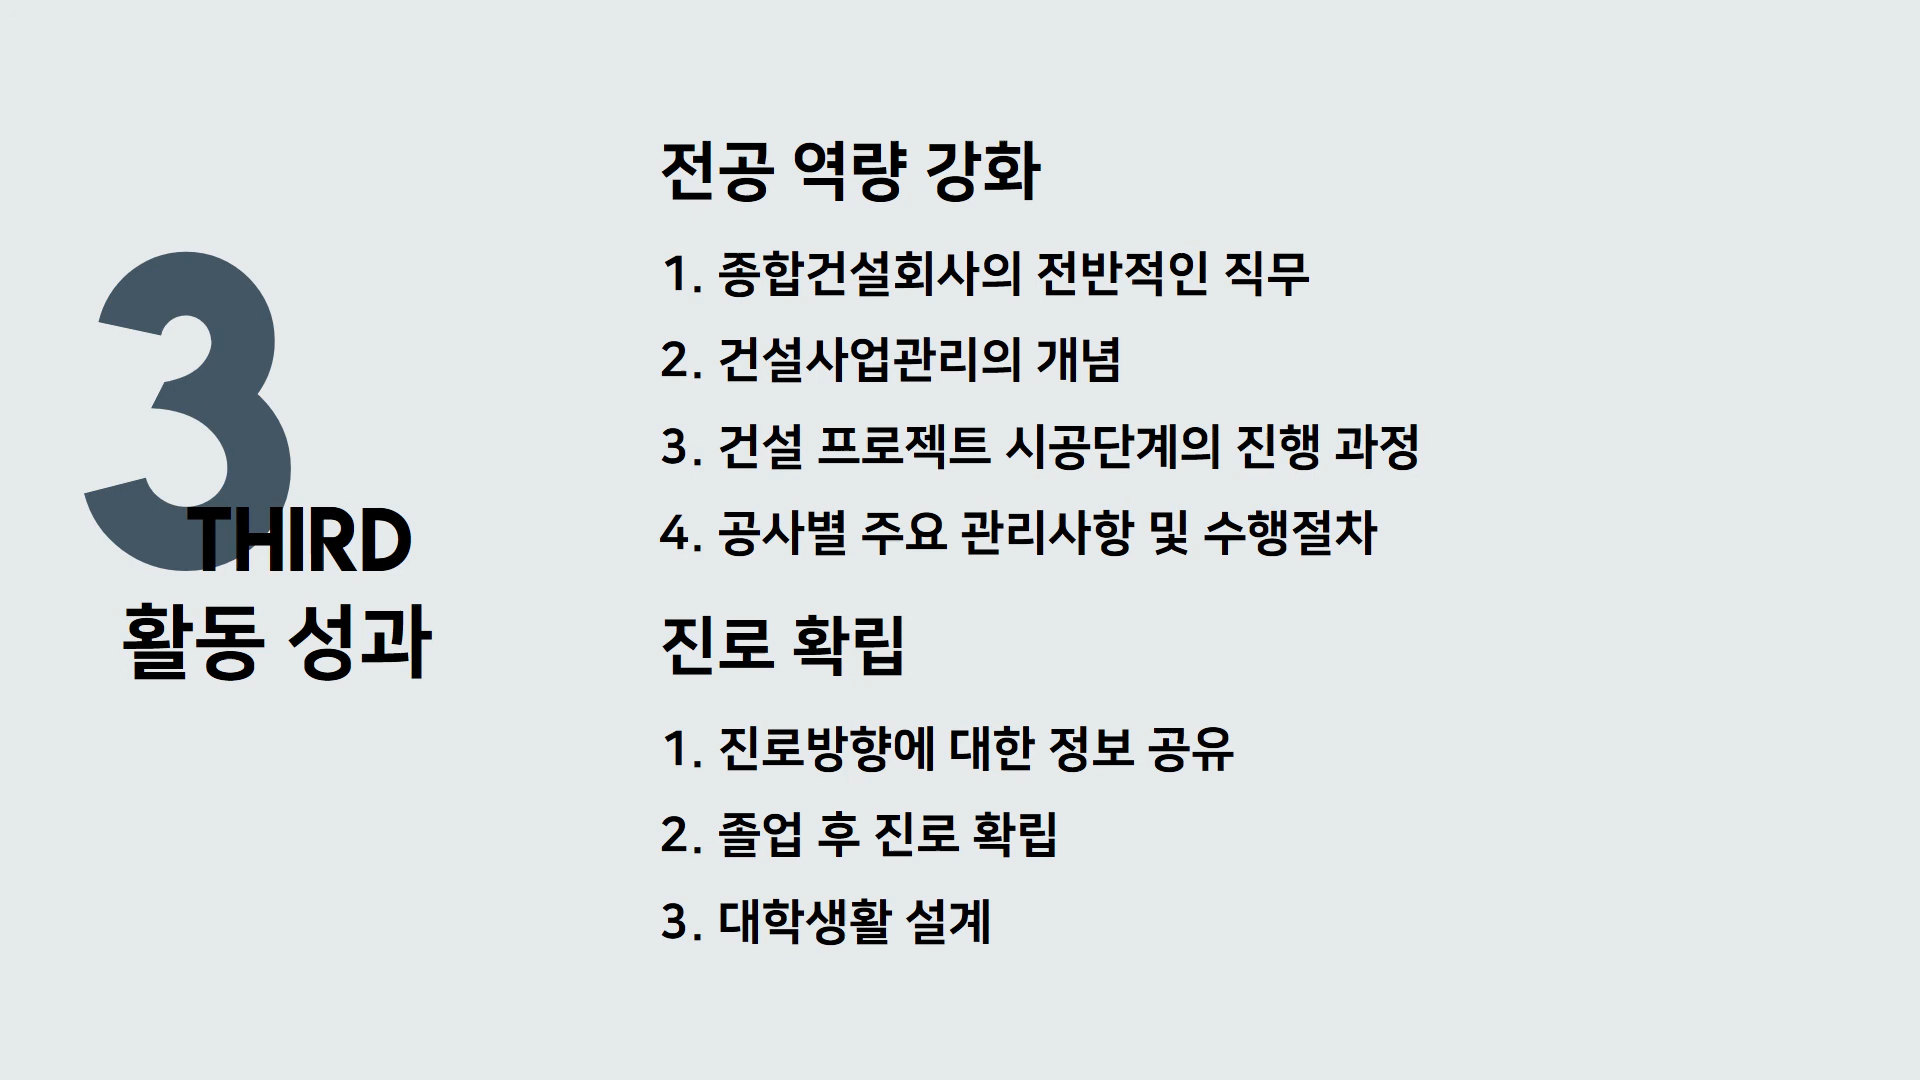 3
THIRD
활동 성과
전공 역량 강화
1. 종합건설회사의 전반적인 직무
2. 건설사업관리의 개념
3. 건설 프로젝트 시공단계의 진행 과정
4. 공사별 주요 관리사항 및 수행절차
진로 확립
1. 진로방향에 대한 정보 공유
2. 졸업 후 진로 확립
3. 대학생활 설계